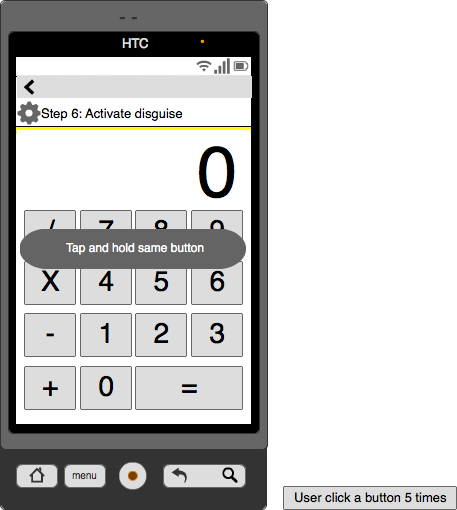 HTC
Step 6: Activate disguise
0
/ 7 8 9
Tap and hold same button
X 4 5 6
- 1 2 3
+ 0 =
menu
User click a button 5 times